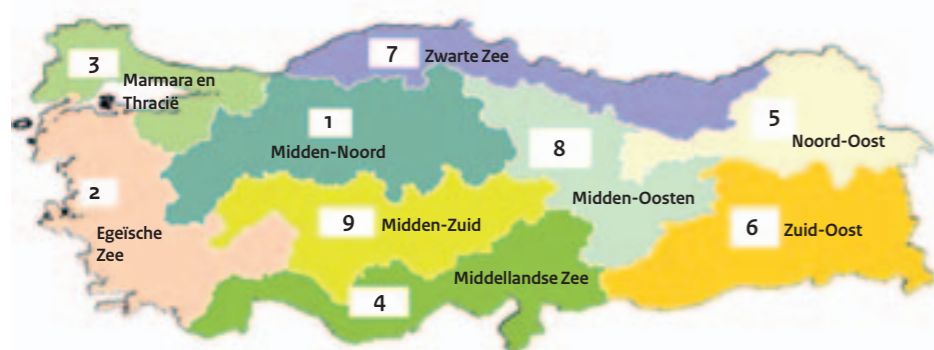 7
Zwarte Zee
3
Marmara en
Thracië
1
Midden-Noord
5
Noord-Oost
8
2
Midden-Oosten
Egeïsche
Zee
9
Midden-Zuid
6
Zuid-Oost
Middellandse Zee
4